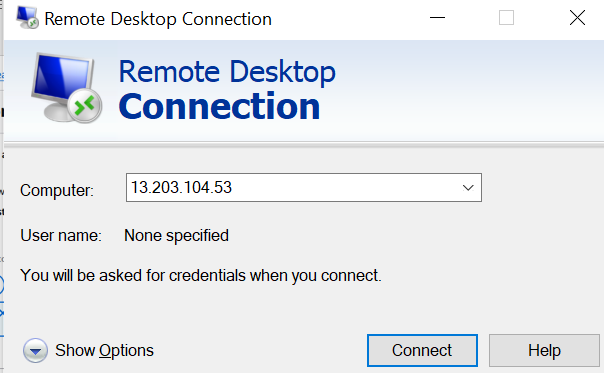 Remote Desktop Connection
Remote Desktop
Connection
Computer: 13.203.104.53
User name: None specified
You will be asked for credentials when you connect.
Show Options
Connect
Help